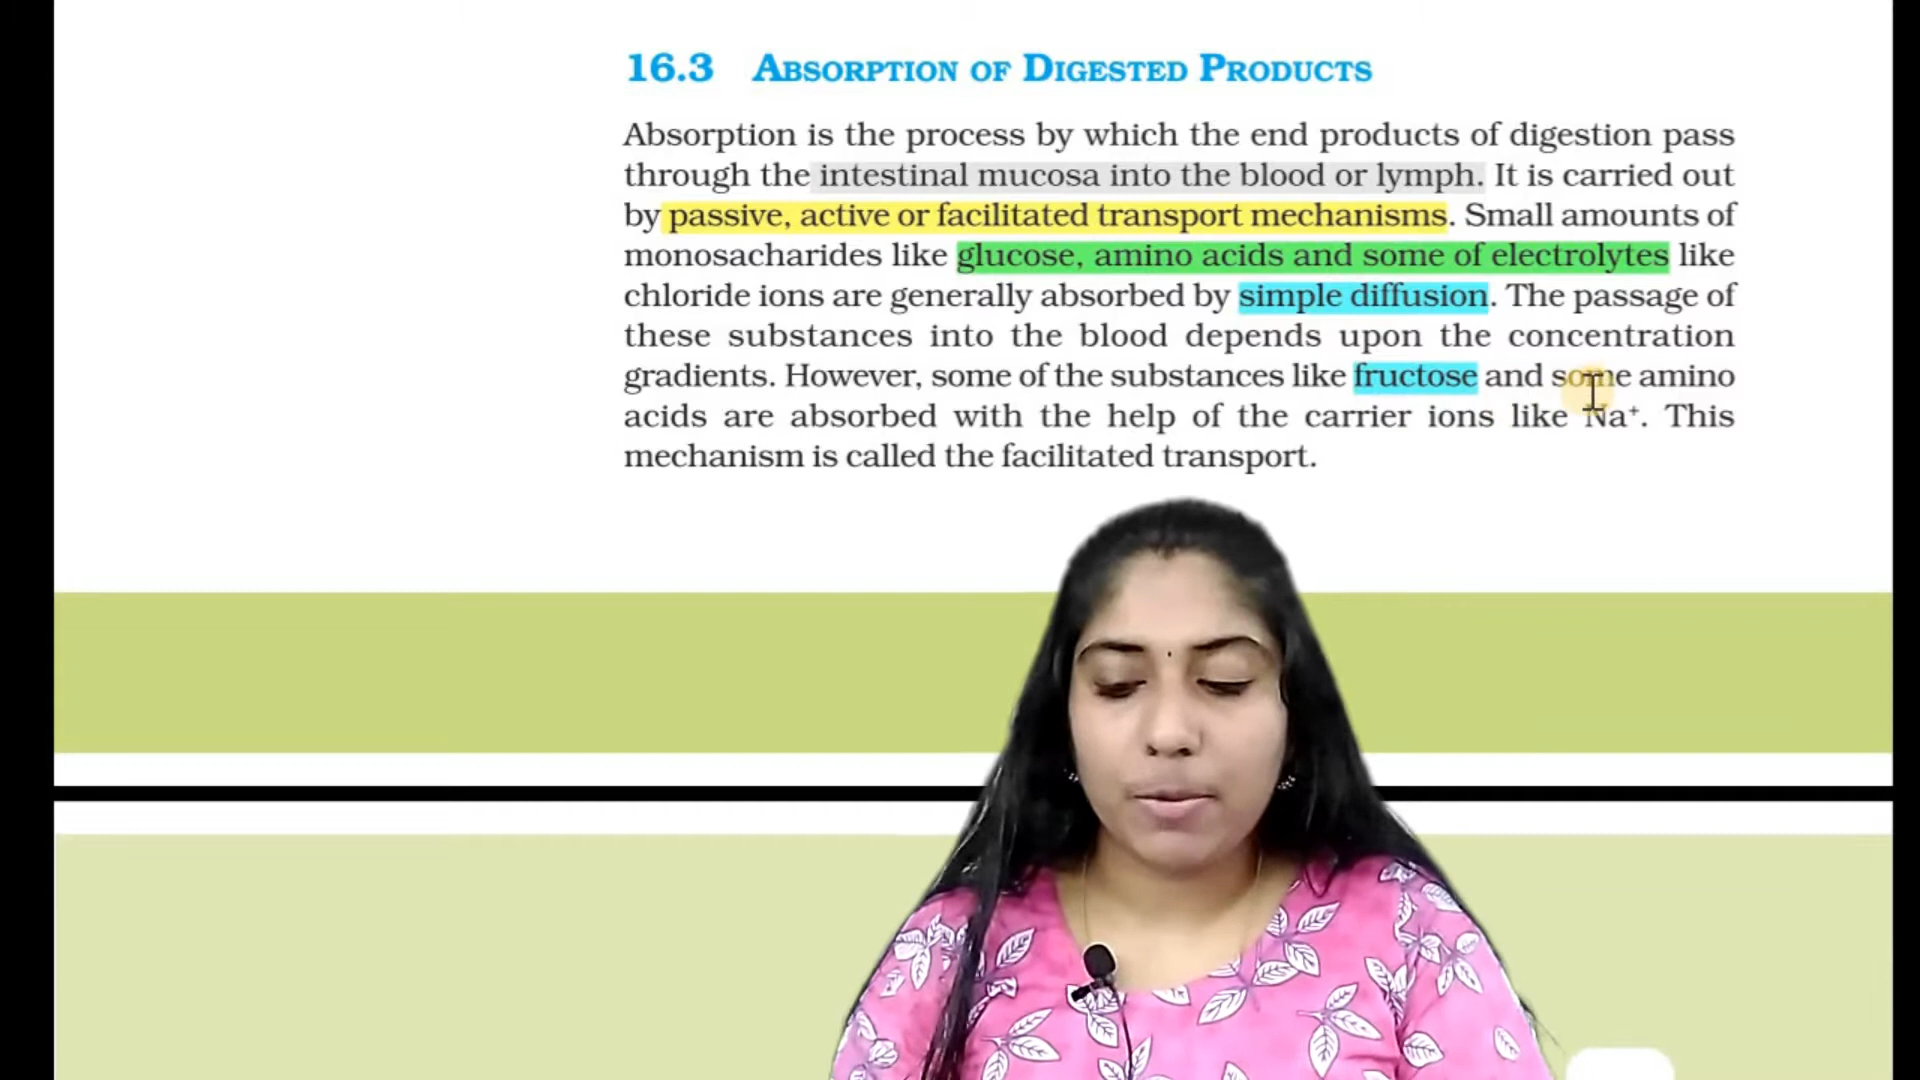 16.3 Absorption of Digested Products
Absorption is the process by which the end products of digestion pass
through the intestinal mucosa into the blood or lymph. It is carried out
by passive, active or facilitated transport mechanisms. Small amounts of
monosacharides like glucose, amino acids and some of electrolytes like
chloride ions are generally absorbed by simple diffusion. The passage of
these substances into the blood depends upon the concentration
gradients. However, some of the substances like fructose and some amino
acids are absorbed with the help of the carrier ions like Na⁺. This
mechanism is called the facilitated transport.